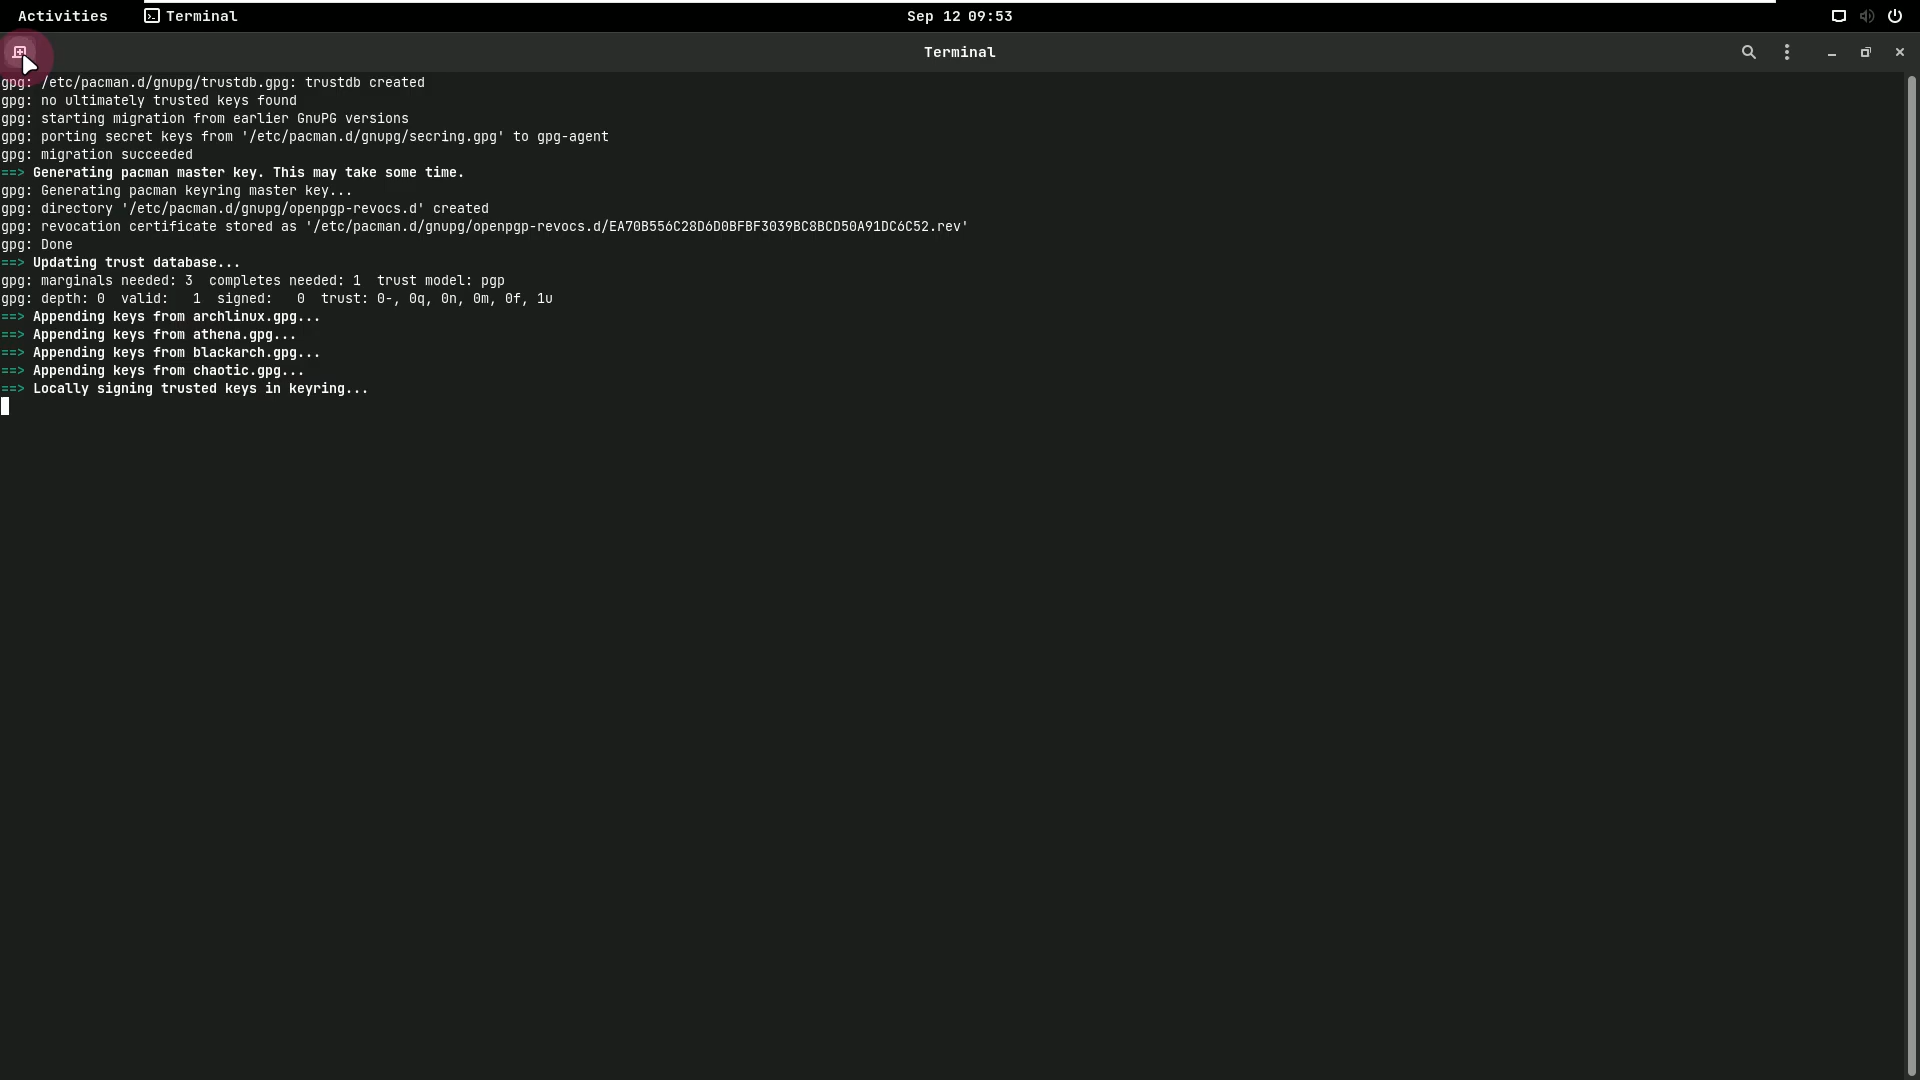 Activities Terminal Sep 12 09:53
Terminal
gpg: /etc/pacman.d/gnupg/trustdb.gpg: trustdb created
gpg: no ultimately trusted keys found
gpg: starting migration from earlier GnuPG versions
gpg: porting secret keys from '/etc/pacman.d/gnupg/secring.gpg' to gpg-agent
gpg: migration succeeded
==> Generating pacman master key. This may take some time.
gpg: Generating pacman keyring master key...
gpg: directory '/etc/pacman.d/gnupg/openpgp-revocs.d' created
gpg: revocation certificate stored as '/etc/pacman.d/gnupg/openpgp-revocs.d/EA70B556C28D6D0BFBF3039BC8BCD50A91DC6C52.rev'
gpg: Done
==> Updating trust database...
gpg: marginals needed: 3  completes needed: 1  trust model: pgp
gpg: depth: 0  valid:   1  signed:   0  trust: 0-, 0q, 0n, 0m, 0f, 1u
==> Appending keys from archlinux.gpg...
==> Appending keys from athena.gpg...
==> Appending keys from blackarch.gpg...
==> Appending keys from chaotic.gpg...
==> Locally signing trusted keys in keyring...